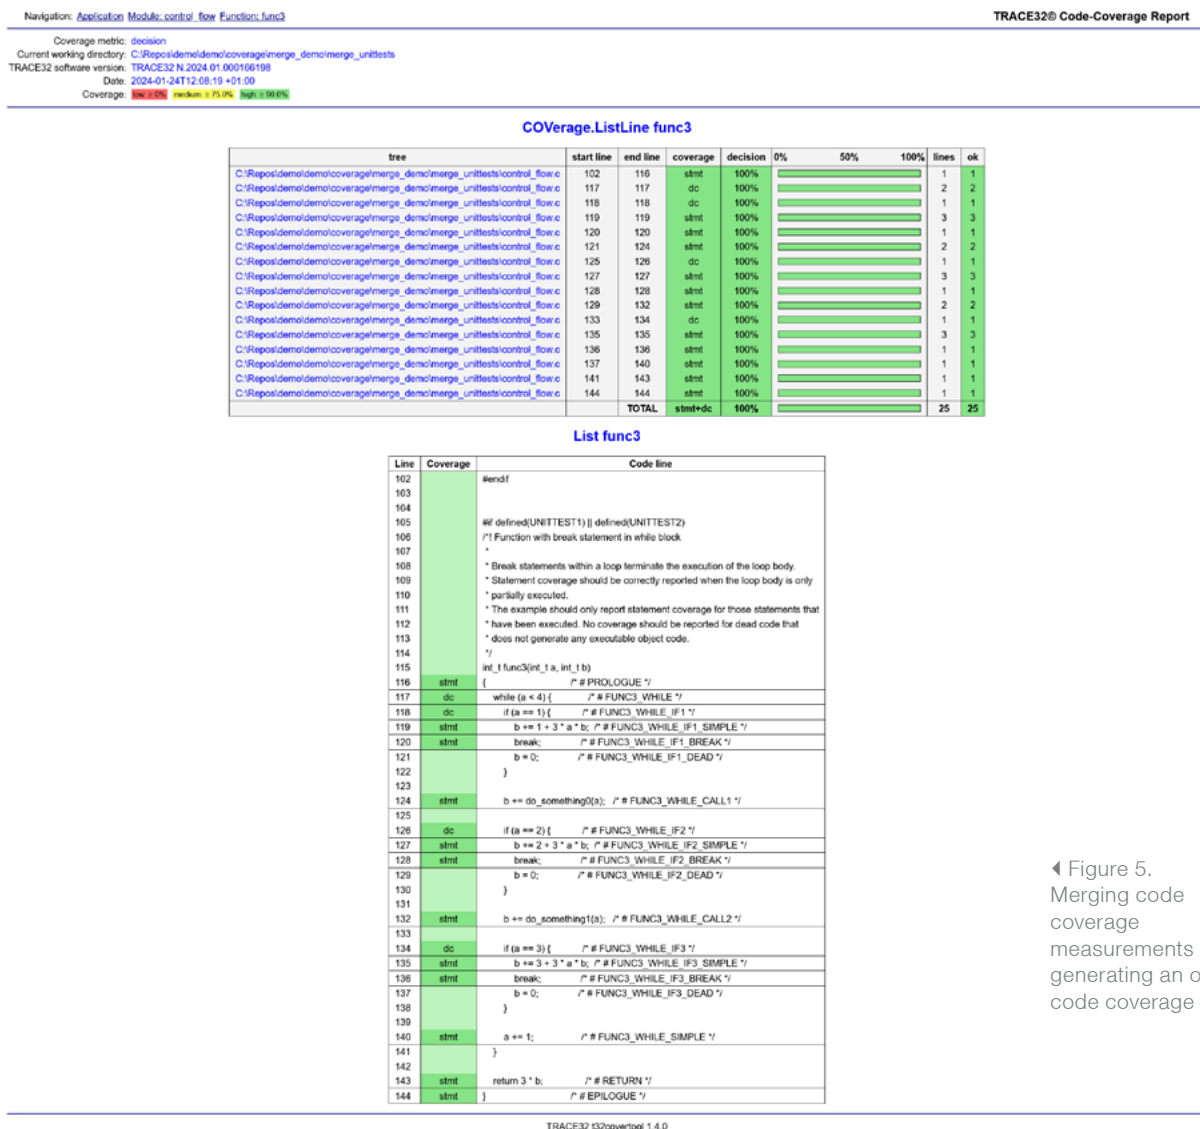 Navigation: Application Module: control_flow Function: func3
TRACE32® Code-Coverage Report
Coverage metric: decision
Current working directory: C:\Repos\demo\demo\coverage\merge_demo\merge_unittests
TRACE32 software version: TRACE32 N.2024.01.000166198
Date: 2024-01-24T12:08:19 +01:00
Coverage: low ≥ 0% medium ≥ 75.0% high ≥ 90.0%
COVerage.ListLine func3
tree start line end line coverage decision 0% 50% 100% lines ok
C:\Repos\demo\demo\coverage\merge_demo\merge_unittests\control_flow.c 102 116 stmt 100% 1 1
C:\Repos\demo\demo\coverage\merge_demo\merge_unittests\control_flow.c 117 117 dc 100% 2 2
C:\Repos\demo\demo\coverage\merge_demo\merge_unittests\control_flow.c 118 118 dc 100% 1 1
C:\Repos\demo\demo\coverage\merge_demo\merge_unittests\control_flow.c 119 119 stmt 100% 3 3
C:\Repos\demo\demo\coverage\merge_demo\merge_unittests\control_flow.c 120 120 stmt 100% 1 1
C:\Repos\demo\demo\coverage\merge_demo\merge_unittests\control_flow.c 121 124 stmt 100% 2 2
C:\Repos\demo\demo\coverage\merge_demo\merge_unittests\control_flow.c 125 126 dc 100% 1 1
C:\Repos\demo\demo\coverage\merge_demo\merge_unittests\control_flow.c 127 127 stmt 100% 3 3
C:\Repos\demo\demo\coverage\merge_demo\merge_unittests\control_flow.c 128 128 stmt 100% 1 1
C:\Repos\demo\demo\coverage\merge_demo\merge_unittests\control_flow.c 129 132 stmt 100% 2 2
C:\Repos\demo\demo\coverage\merge_demo\merge_unittests\control_flow.c 133 134 dc 100% 1 1
C:\Repos\demo\demo\coverage\merge_demo\merge_unittests\control_flow.c 135 135 stmt 100% 3 3
C:\Repos\demo\demo\coverage\merge_demo\merge_unittests\control_flow.c 136 136 stmt 100% 1 1
C:\Repos\demo\demo\coverage\merge_demo\merge_unittests\control_flow.c 137 140 stmt 100% 1 1
C:\Repos\demo\demo\coverage\merge_demo\merge_unittests\control_flow.c 141 143 stmt 100% 1 1
C:\Repos\demo\demo\coverage\merge_demo\merge_unittests\control_flow.c 144 144 stmt 100% 1 1
TOTAL stmt+dc 100% 25 25
List func3
Line Coverage Code line
102 #endif
103
104
105 #if defined(UNITTEST1) || defined(UNITTEST2)
106 /*! Function with break statement in while block
107 *
108 * Break statements within a loop terminate the execution of the loop body.
109 * Statement coverage should be correctly reported when the loop body is only
110 * partially executed.
111 * The example should only report statement coverage for those statements that
112 * have been executed. No coverage should be reported for dead code that
113 * does not generate any executable object code.
114 */
115 int_t func3(int_t a, int_t b)
116 stmt { /* # PROLOGUE */
117 dc while (a < 4) { /* # FUNC3_WHILE */
118 dc if (a == 1) { /* # FUNC3_WHILE_IF1 */
119 stmt b += 1 + 3 * a * b; /* # FUNC3_WHILE_IF1_SIMPLE */
120 stmt break; /* # FUNC3_WHILE_IF1_BREAK */
121 b = 0; /* # FUNC3_WHILE_IF1_DEAD */
122 }
123
124 stmt b += do_something0(a); /* # FUNC3_WHILE_CALL1 */
125
126 dc if (a == 2) { /* # FUNC3_WHILE_IF2 */
127 stmt b += 2 + 3 * a * b; /* # FUNC3_WHILE_IF2_SIMPLE */
128 stmt break; /* # FUNC3_WHILE_IF2_BREAK */
129 b = 0; /* # FUNC3_WHILE_IF2_DEAD */
130 }
131
132 stmt b += do_something1(a); /* # FUNC3_WHILE_CALL2 */
133
134 dc if (a == 3) { /* # FUNC3_WHILE_IF3 */
135 stmt b += 3 + 3 * a * b; /* # FUNC3_WHILE_IF3_SIMPLE */
136 stmt break; /* # FUNC3_WHILE_IF3_BREAK */
137 b = 0; /* # FUNC3_WHILE_IF3_DEAD */
138 }
139
140 stmt a += 1; /* # FUNC3_WHILE_SIMPLE */
141 }
142
143 stmt return 3 * b; /* # RETURN */
144 stmt } /* # EPILOGUE */
Figure 5.
Merging code
coverage
measurements
generating an o
code coverage
TRACE32 t32covertool 1.4.0